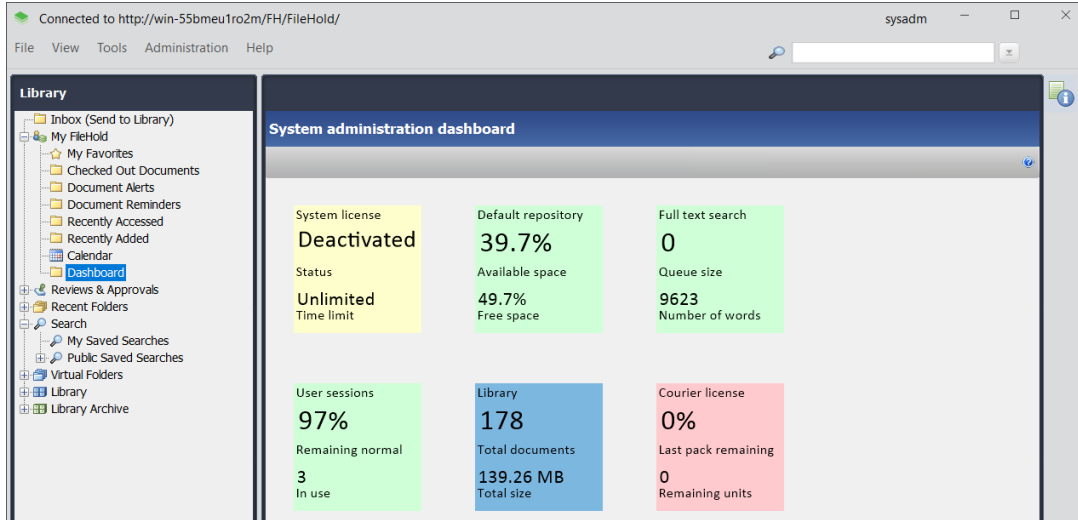 Connected to http://win-55bmeu1ro2m/FH/FileHold/
sysadm
File View Tools Administration Help
Library
Inbox (Send to Library)
My FileHold
My Favorites
Checked Out Documents
Document Alerts
Document Reminders
Recently Accessed
Recently Added
Calendar
Dashboard
Reviews & Approvals
Recent Folders
Search
My Saved Searches
Public Saved Searches
Virtual Folders
Library
Library Archive
System administration dashboard
System license
Deactivated
Status
Unlimited
Time limit
Default repository
39.7%
Available space
49.7%
Free space
Full text search
0
Queue size
9623
Number of words
User sessions
97%
Remaining normal
3
In use
Library
178
Total documents
139.26 MB
Total size
Courier license
0%
Last pack remaining
0
Remaining units